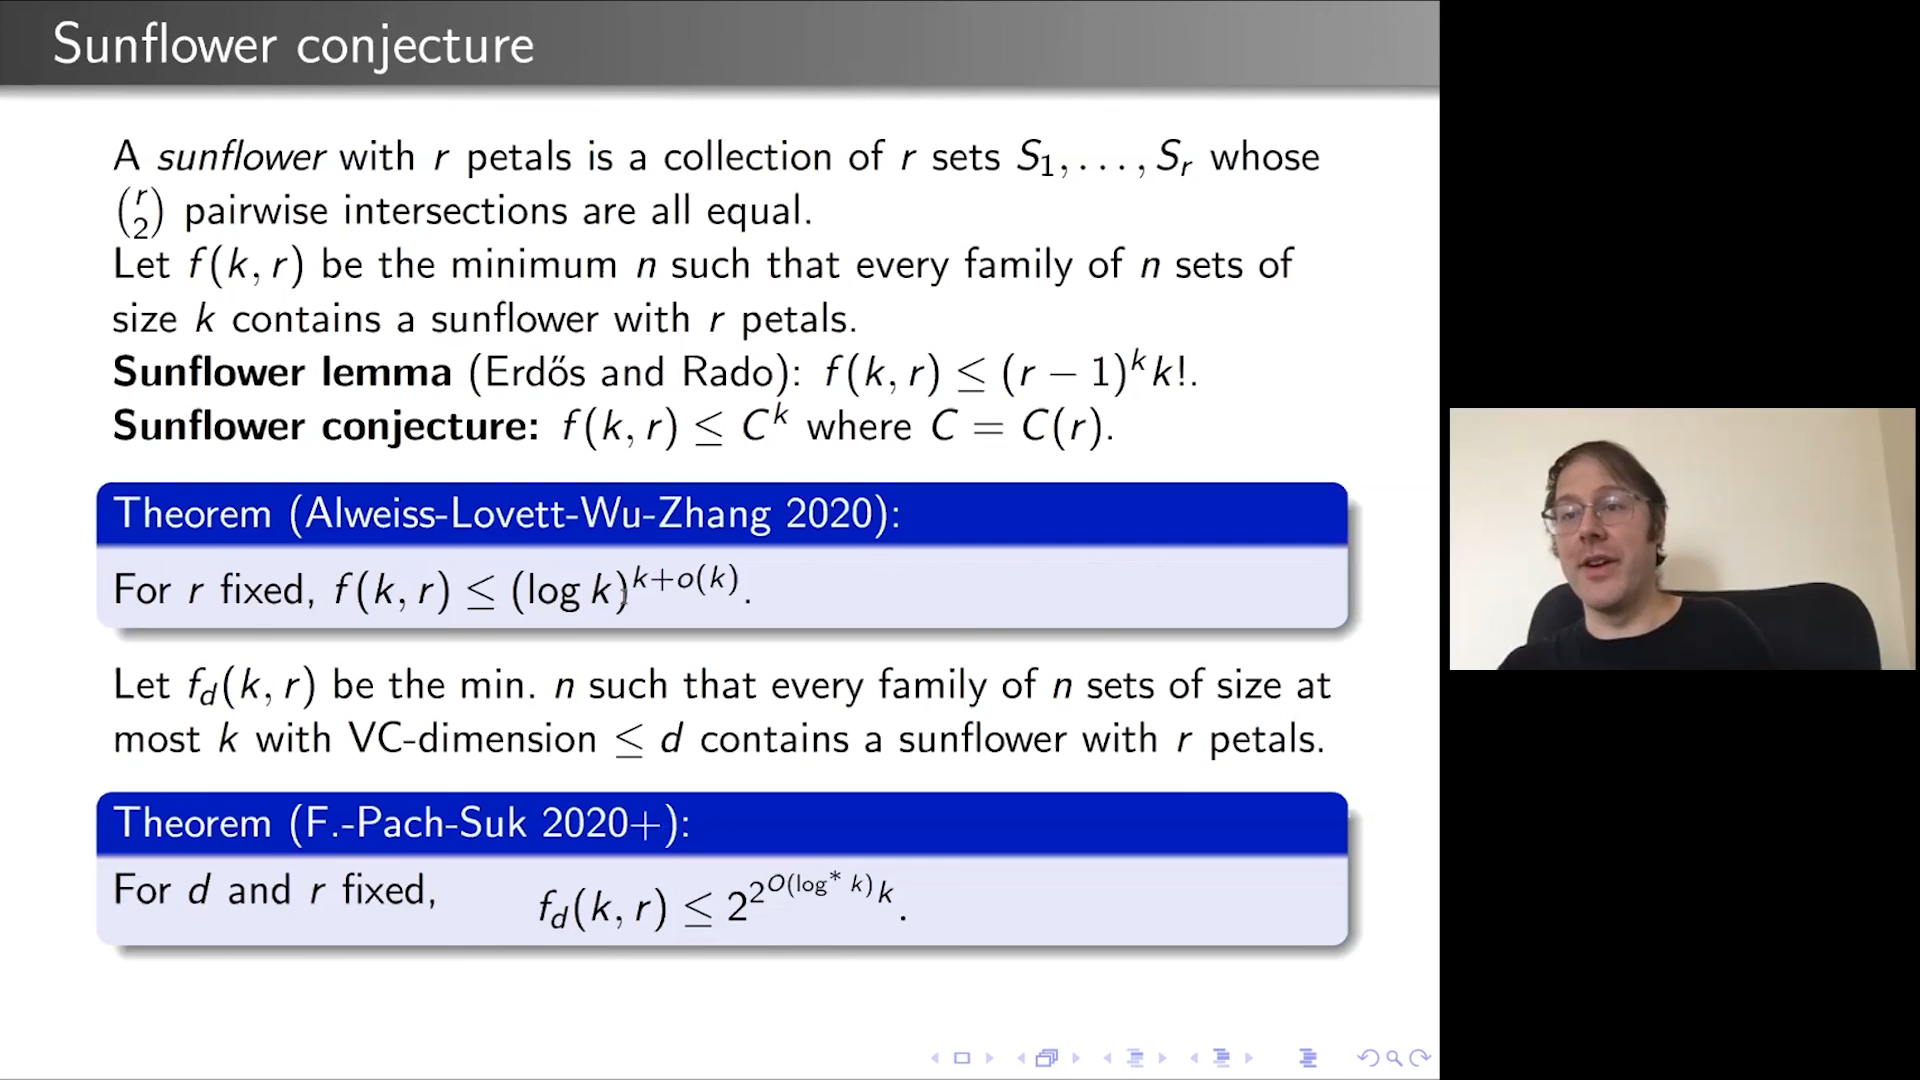 Sunflower conjecture
A sunflower with r petals is a collection of r sets S₁, . . . , Sᵣ whose
(r 2) pairwise intersections are all equal.
Let f(k, r) be the minimum n such that every family of n sets of
size k contains a sunflower with r petals.
Sunflower lemma (Erdős and Rado): f(k, r) ≤ (r − 1)^k k!.
Sunflower conjecture: f(k, r) ≤ C^k where C = C(r).
Theorem (Alweiss-Lovett-Wu-Zhang 2020):
For r fixed, f(k, r) ≤ (log k)^{k+o(k)}.
Let f_d(k, r) be the min. n such that every family of n sets of size at
most k with VC-dimension ≤ d contains a sunflower with r petals.
Theorem (F.-Pach-Suk 2020+):
For d and r fixed, f_d(k, r) ≤ 2^{2^{O(log* k)} k}.